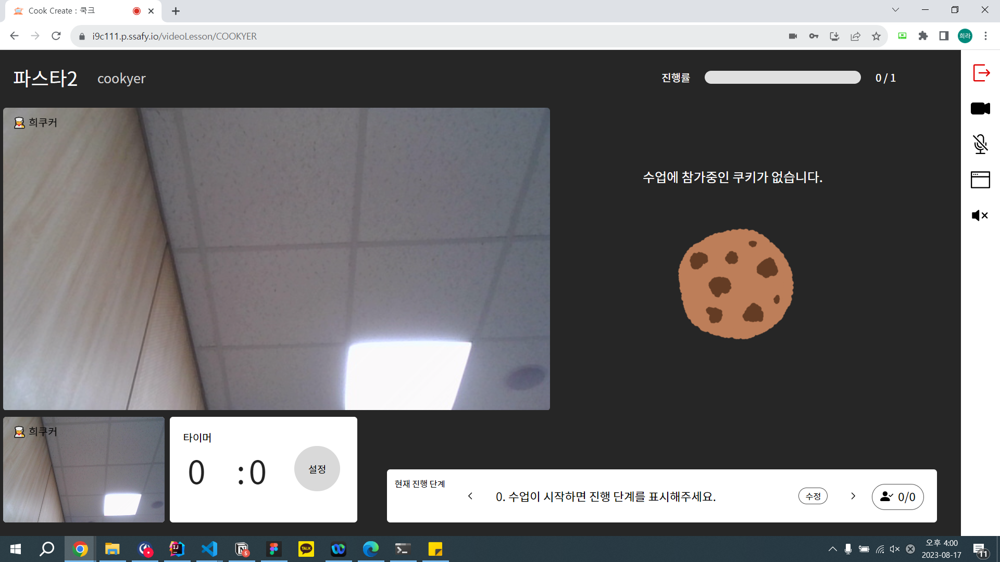 Cook Create : 쿡크
i9c111.p.ssafy.io/videoLesson/COOKYER
희라
파스타2 cookyer
진행률 0 / 1
희쿠커
수업에 참가중인 쿠키가 없습니다.
희쿠커
타이머
0 :0
설정
현재 진행 단계
0. 수업이 시작하면 진행 단계를 표시해주세요.
수정
0/0
IJ
5
TALK
오후 4:00
2023-08-17
11